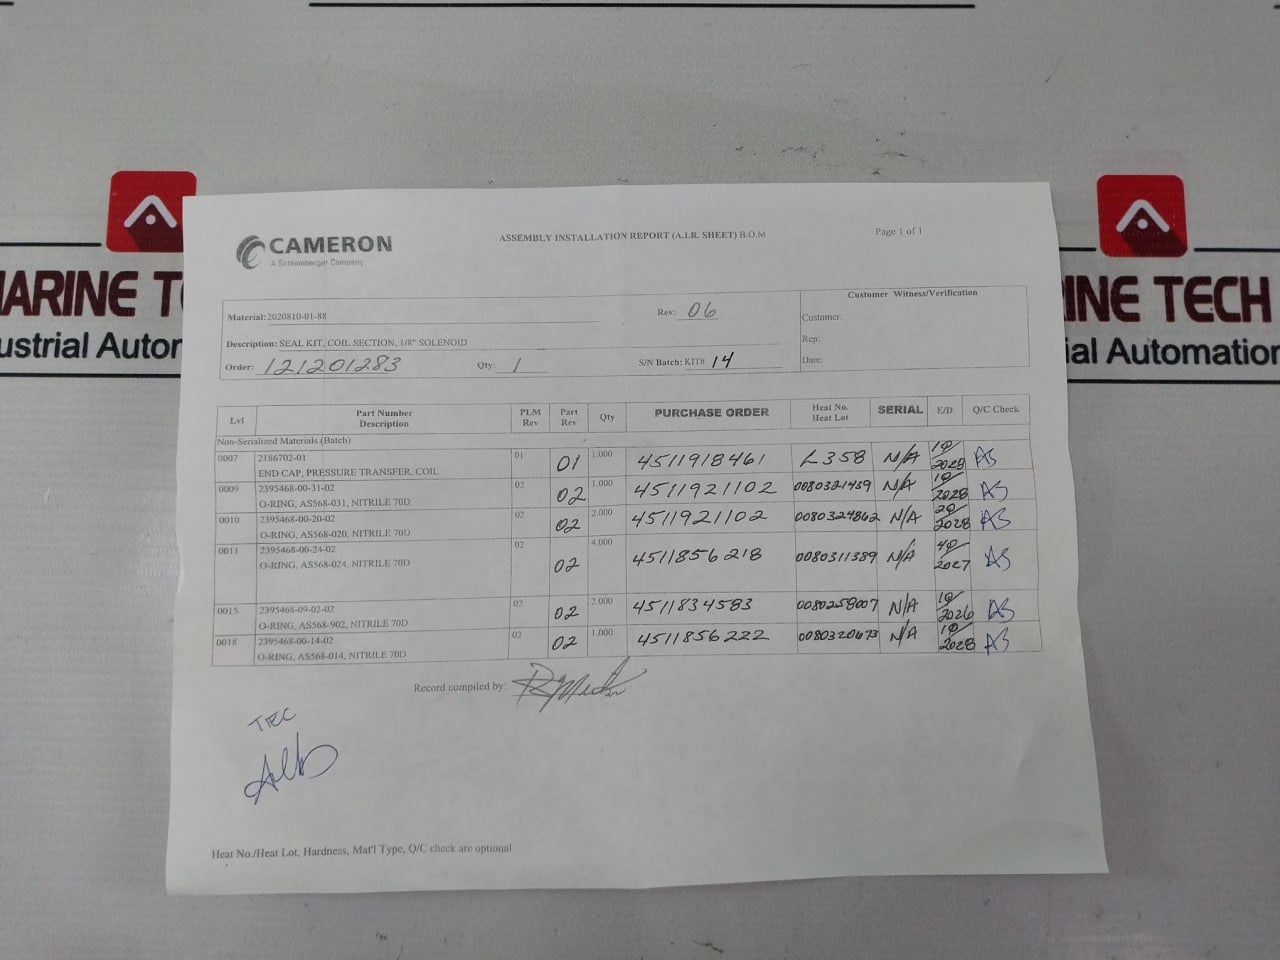 CAMERON
A Schlumberger Company
ASSEMBLY INSTALLATION REPORT (A.I.R. SHEET) B.O.M
Page 1 of 1
Material: 2020810-01-88
Rev: 06
Customer Witness/Verification
Customer:
Description: SEAL KIT, COIL SECTION, 1/8" SOLENOID
Rep:
Order: 121201283
Qty: 1
S/N Batch: KIT# 14
Date:
Lvl Part Number Description PLM Rev Part Rev Qty PURCHASE ORDER Heat No. Heat Lot SERIAL E/D Q/C Check
Non-Serialized Materials (Batch)
0007 2186702-01 01 01 1.000 4511918461 L358 N/A 1Q/2028 AS
END CAP, PRESSURE TRANSFER, COIL
0009 2395468-00-31-02 02 02 1.000 4511921102 N/A 1Q/2028 AS
O-RING, AS568-031, NITRILE 70D
0010 2395468-00-20-02 02 02 2.000 4511921102 0080324862 N/A 2Q/2028 AS
O-RING, AS568-020, NITRILE 70D
0011 2395468-00-24-02 02 02 4.000 4511856218 0080311389 N/A 4Q/2027 AS
O-RING, AS568-024, NITRILE 70D
0015 2395468-09-02-02 02 02 2.000 4511834583 0080258007 N/A 1Q/2026 AS
O-RING, AS568-902, NITRILE 70D
0018 2395468-00-14-02 02 02 1.000 4511856222 0080320673 N/A 1Q/2028 AS
O-RING, AS568-014, NITRILE 70D
Record compiled by:
TEC
Heat No./Heat Lot, Hardness, Mat'l Type, Q/C check are optional
ARINE T
ustrial Autor
INE TECH
ial Automation